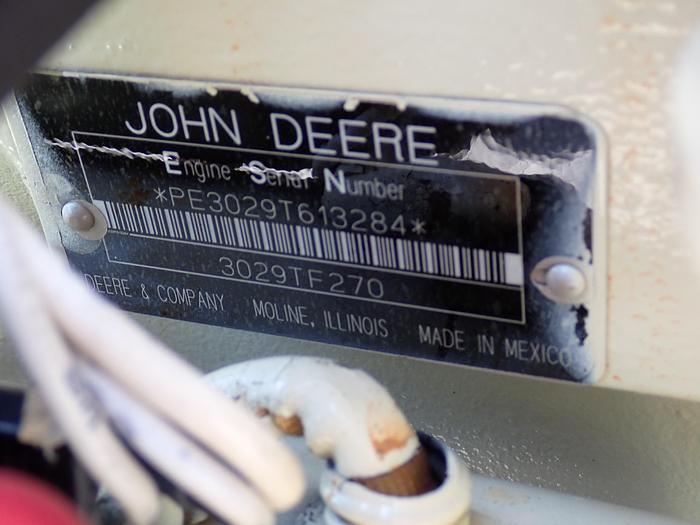 JOHN DEERE
Engine Serial Number
*PE3029T613284*
3029TF270
DEERE & COMPANY MOLINE, ILLINOIS MADE IN MEXICO